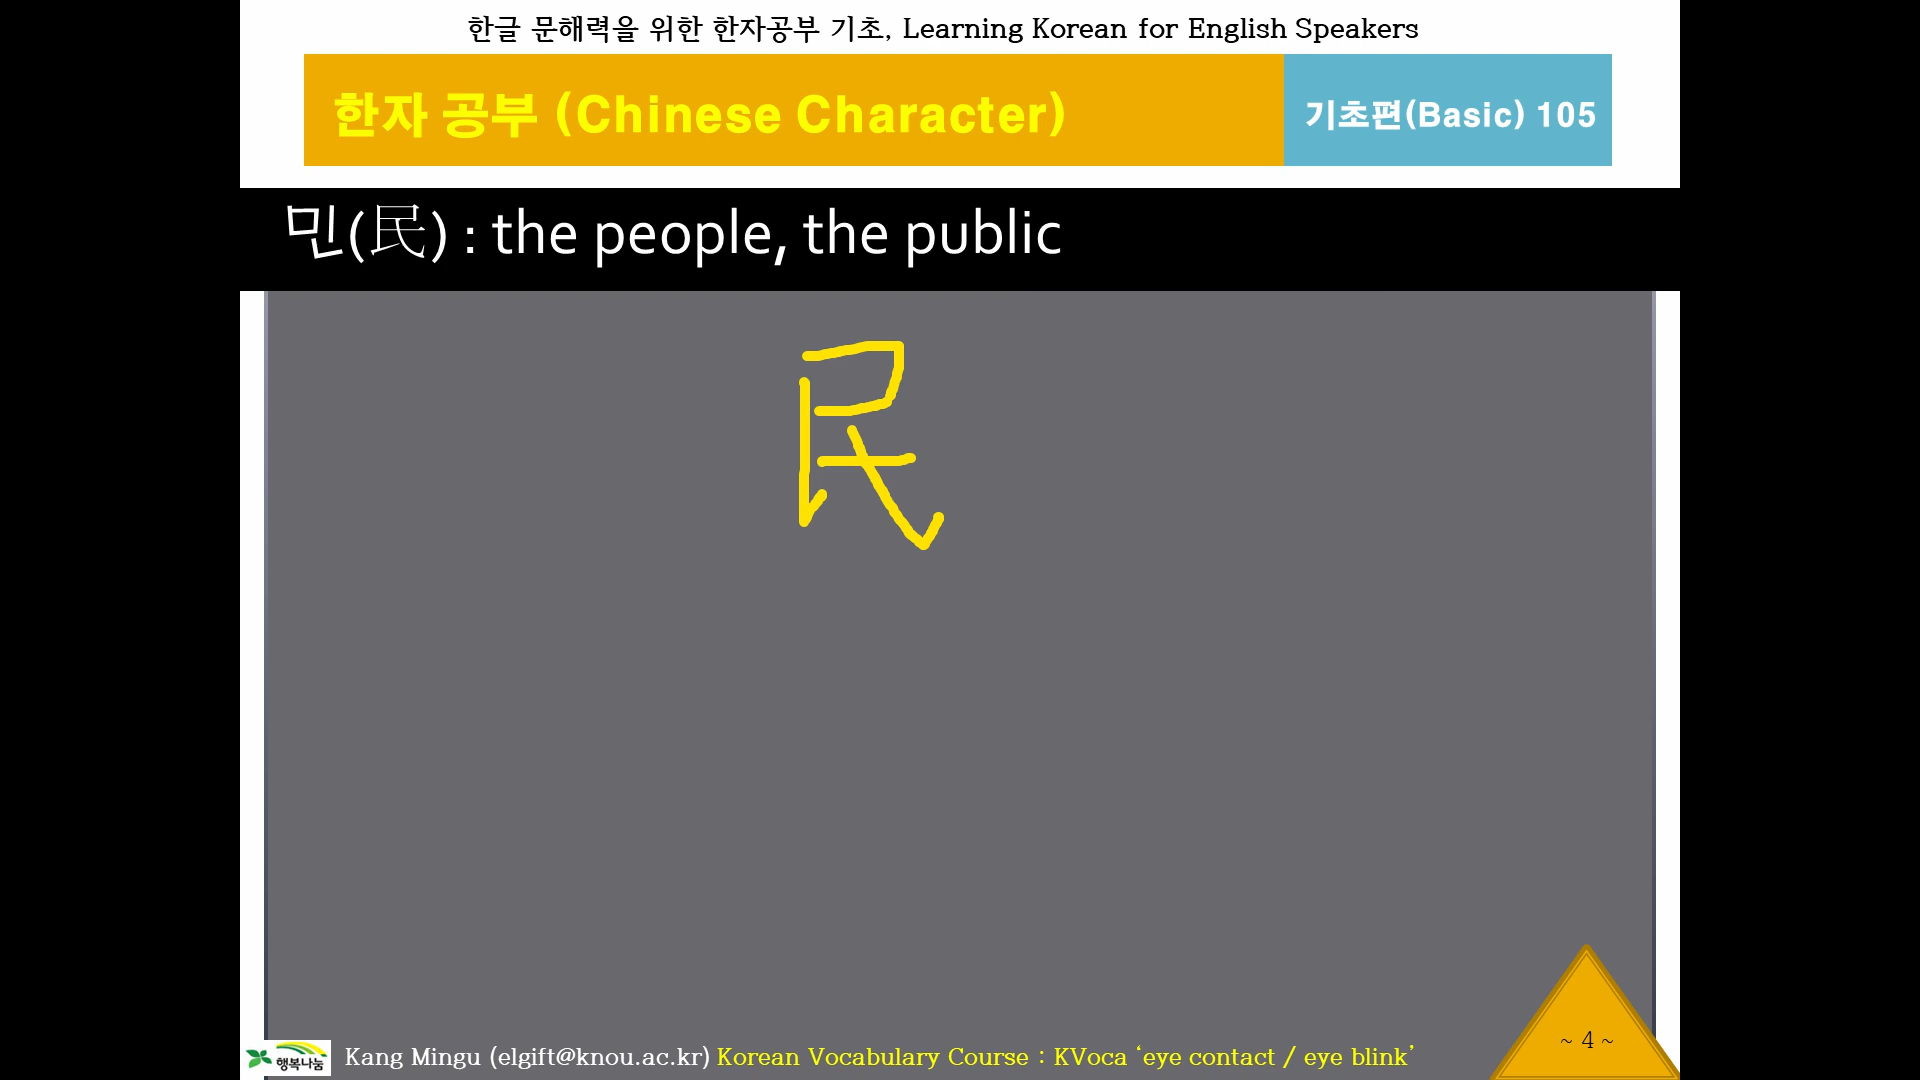 한글 문해력을 위한 한자공부 기초, Learning Korean for English Speakers
한자 공부 (Chinese Character)
기초편(Basic) 105
민(民) : the people, the public
民
~ 4 ~
행복나눔
Kang Mingu (elgift@knou.ac.kr) Korean Vocabulary Course : KVoca ‘eye contact / eye blink’